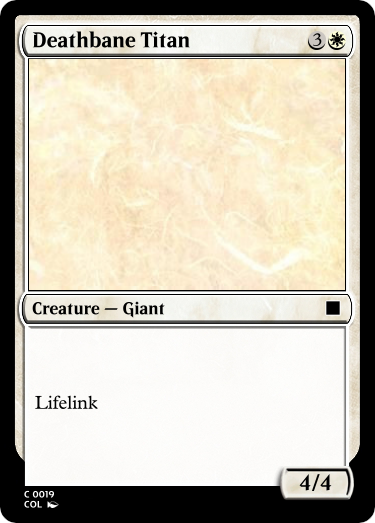 Deathbane Titan 3
Creature — Giant
Lifelink
4/4
C 0019
COL